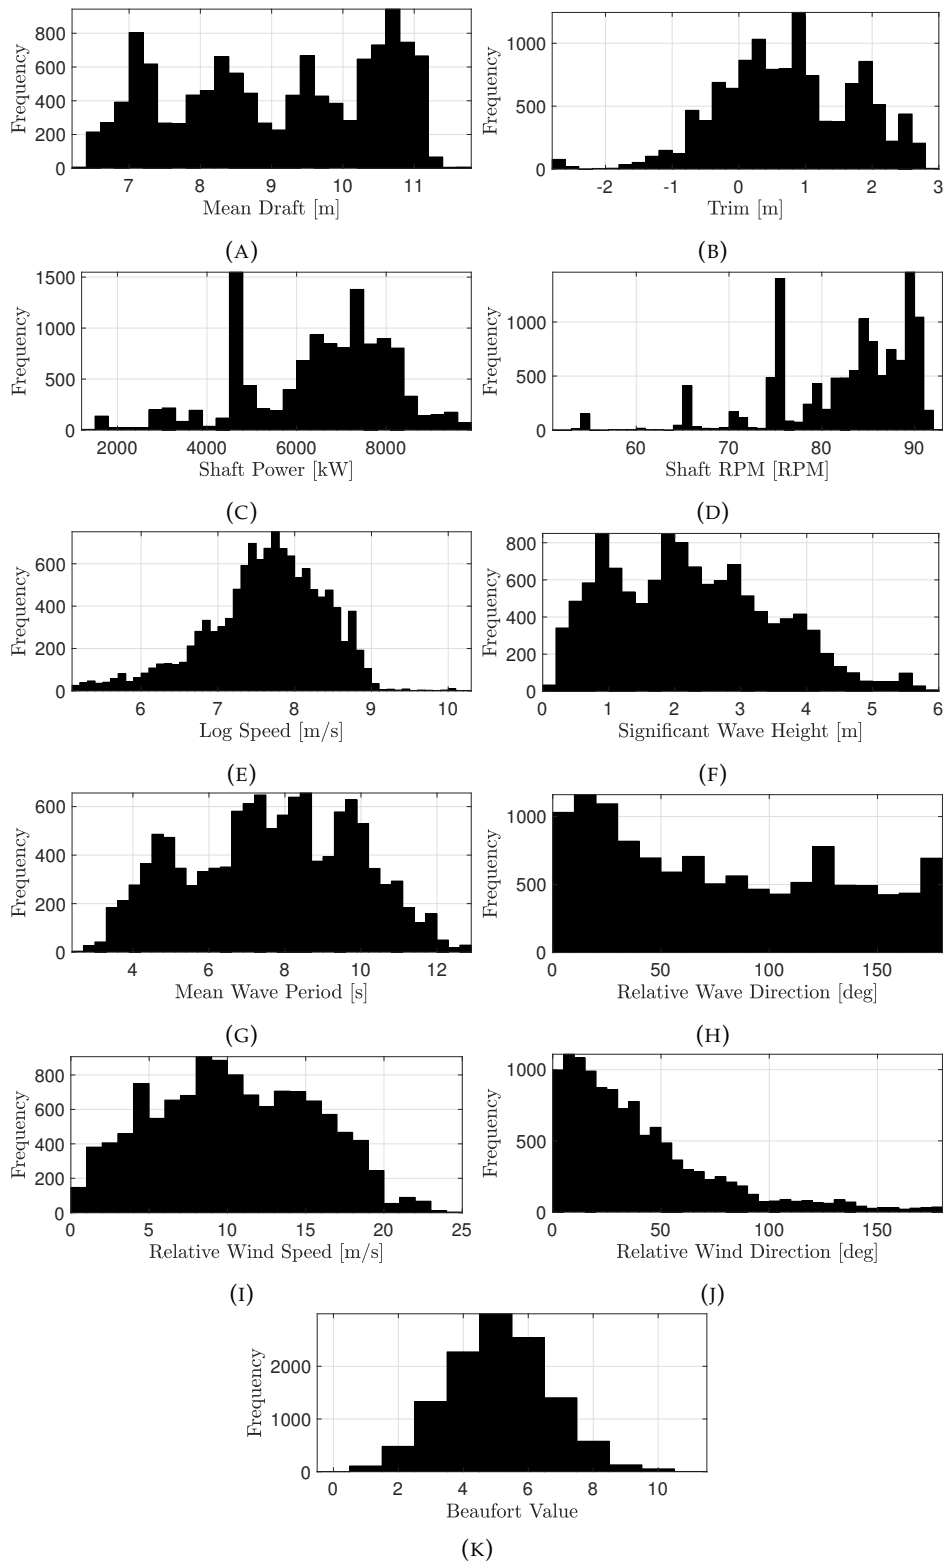 800
600
400
200
0
Frequency
7 8 9 10 11
Mean Draft [m]
(A)
1000
500
0
Frequency
-2 -1 0 1 2 3
Trim [m]
(B)
1500
1000
500
0
Frequency
2000 4000 6000 8000
Shaft Power [kW]
(C)
1000
500
0
Frequency
60 70 80 90
Shaft RPM [RPM]
(D)
600
400
200
0
Frequency
6 7 8 9 10
Log Speed [m/s]
(E)
800
600
400
200
0
Frequency
0 1 2 3 4 5 6
Significant Wave Height [m]
(F)
600
400
200
0
Frequency
4 6 8 10 12
Mean Wave Period [s]
(G)
1000
500
0
Frequency
0 50 100 150
Relative Wave Direction [deg]
(H)
800
600
400
200
0
Frequency
0 5 10 15 20 25
Relative Wind Speed [m/s]
(I)
1000
500
0
Frequency
0 50 100 150
Relative Wind Direction [deg]
(J)
2000
1000
0
Frequency
0 2 4 6 8 10
Beaufort Value
(K)